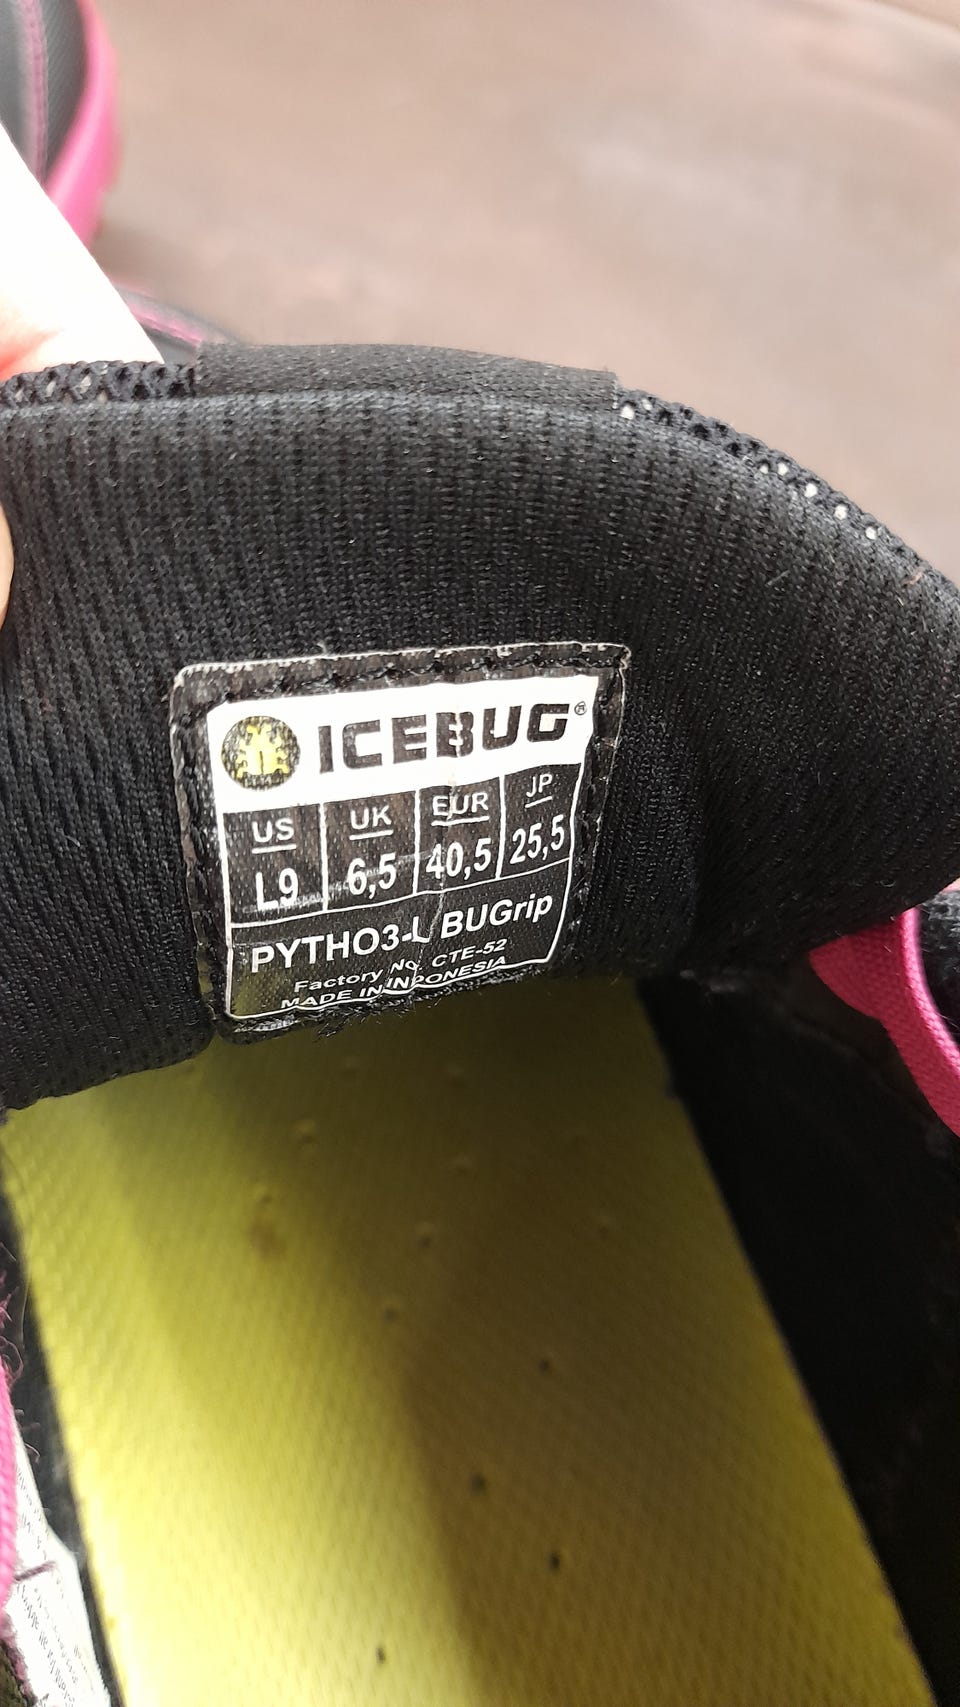 ICEBUG®
US UK EUR JP
L9 6,5 40,5 25,5
PYTHO3-L BUGrip
Factory No. CTE-52
MADE IN INDONESIA